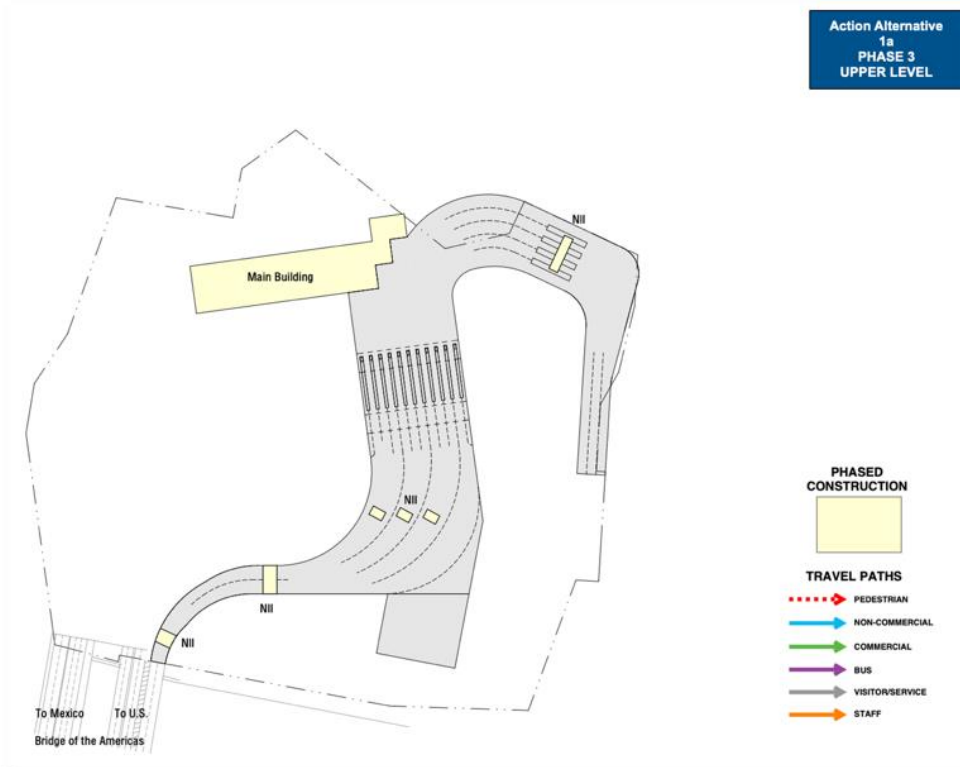 Action Alternative
1a
PHASE 3
UPPER LEVEL
NII
Main Building
NII
NII
NII
To Mexico
To U.S.
Bridge of the Americas
PHASED
CONSTRUCTION
TRAVEL PATHS
PEDESTRIAN
NON-COMMERCIAL
COMMERCIAL
BUS
VISITOR/SERVICE
STAFF